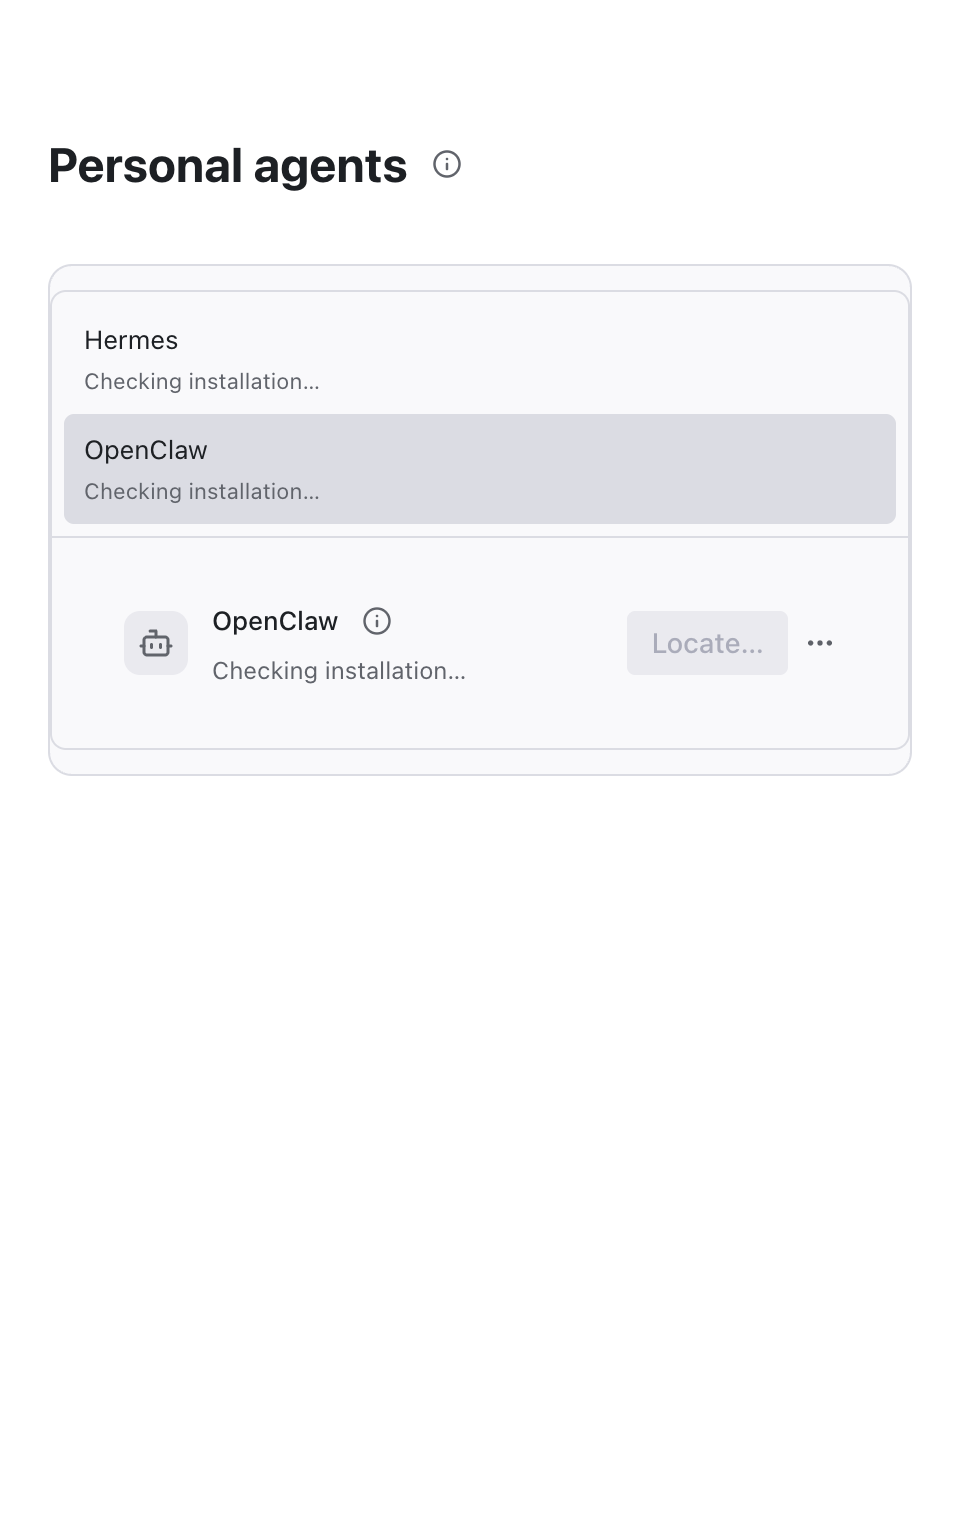 Personal agents
Hermes
Checking installation...
OpenClaw
Checking installation...
OpenClaw
Checking installation...
Locate...